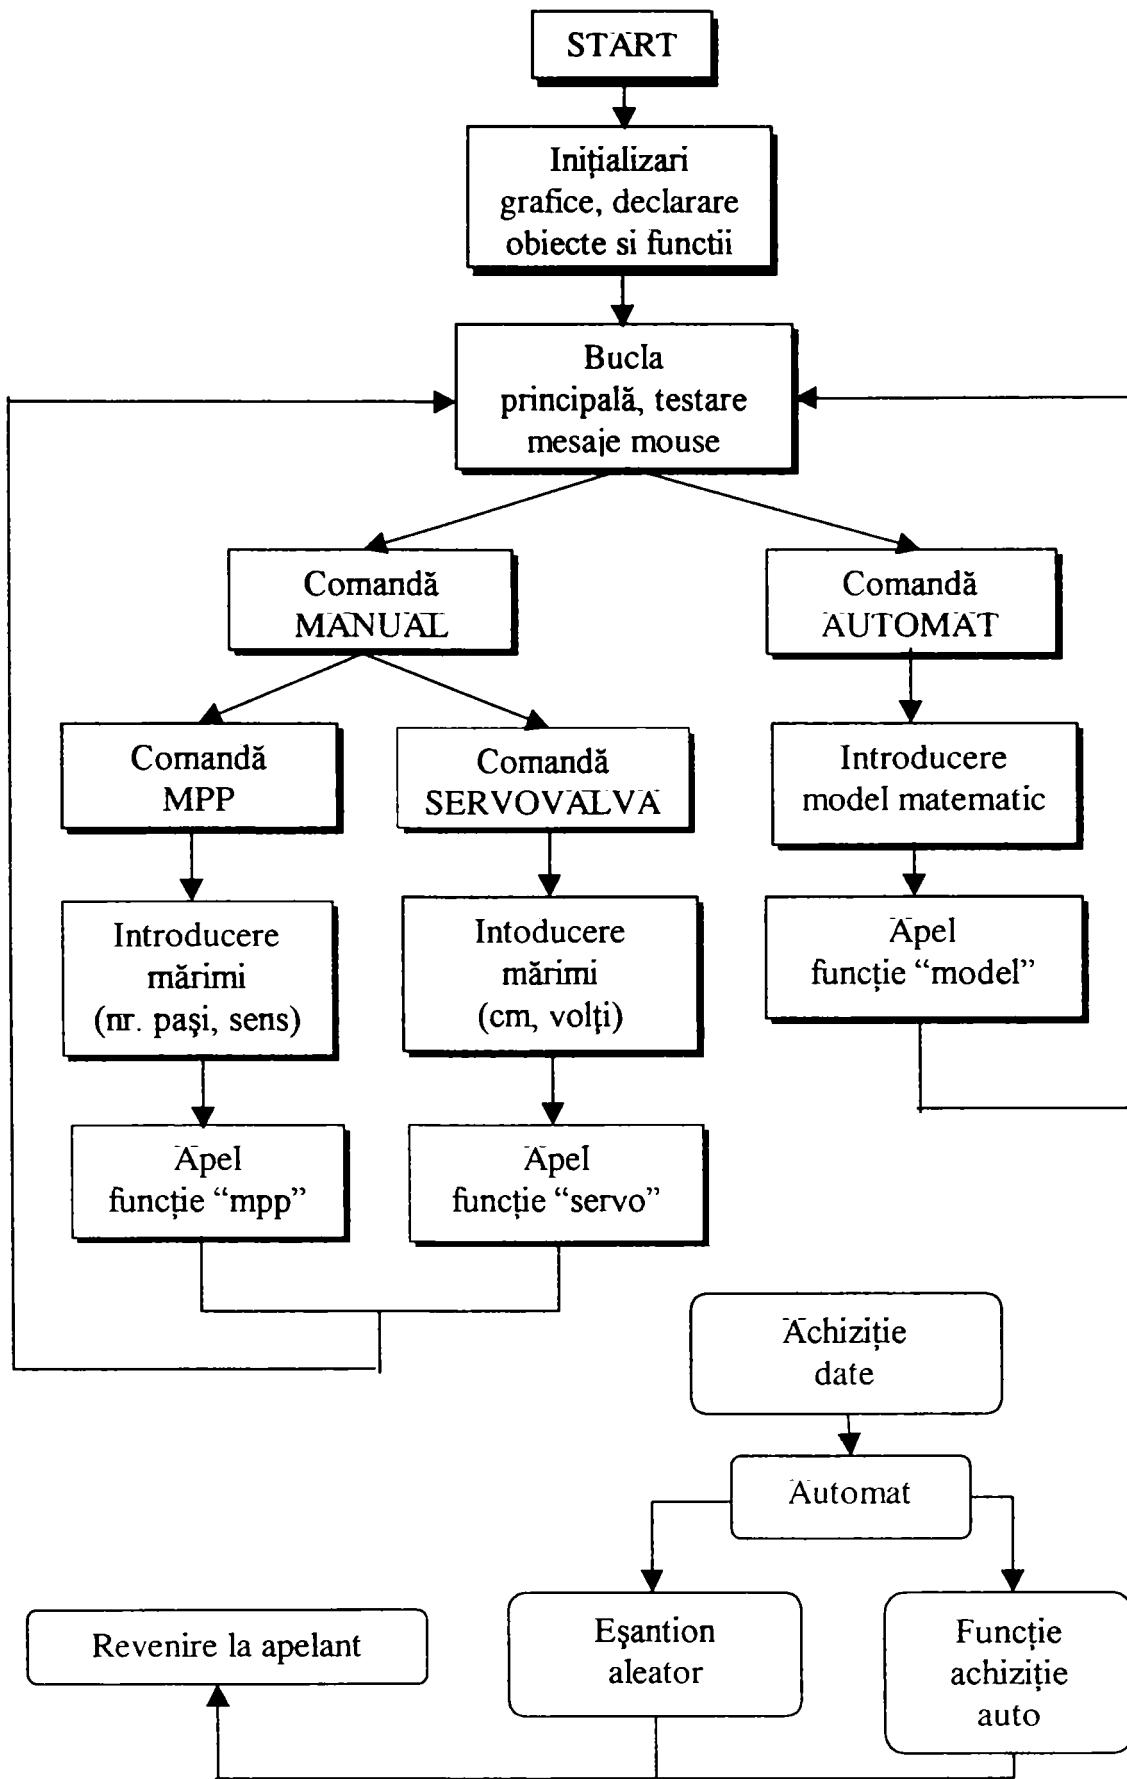 START
Inițializari
grafice, declarare
obiecte si functii
Bucla
principală, testare
mesaje mouse
Comandă
MANUAL
Comandă
AUTOMAT
Comandă
MPP
Comandă
SERVOVALVA
Introducere
model matematic
Introducere
mărimi
(nr. pași, sens)
Intoducere
mărimi
(cm, volți)
Apel
funcție “model”
Apel
funcție “mpp”
Apel
funcție “servo”
Achiziție
date
Automat
Revenire la apelant
Eșantion
aleator
Funcție
achiziție
auto